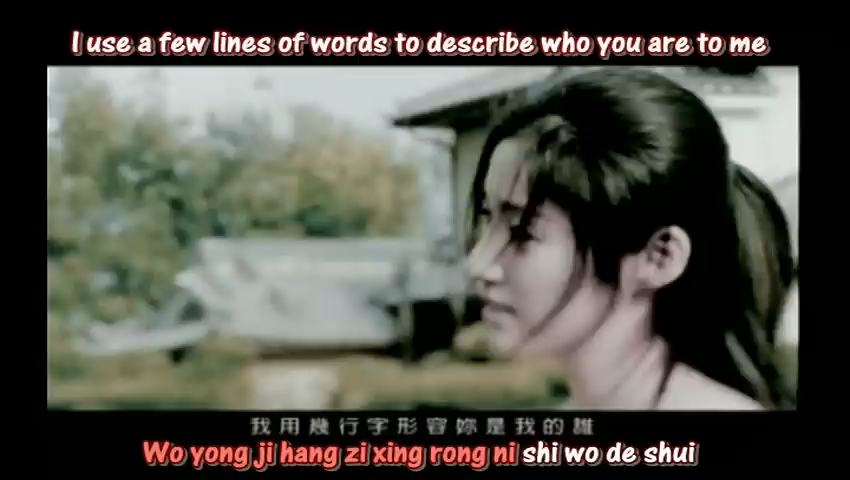 I use a few lines of words to describe who you are to me
我用幾行字形容妳是我的誰
Wo yong ji hang zi xing rong ni shi wo de shui